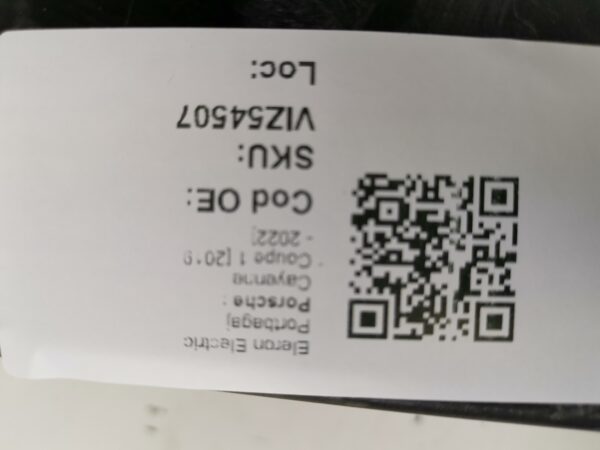 Eleron Electric
Portbagaj
Porsche:
Cayenne
Coupe 1 [2019
- 2022]
Cod OE:
SKU:
VIZ54507
Loc: